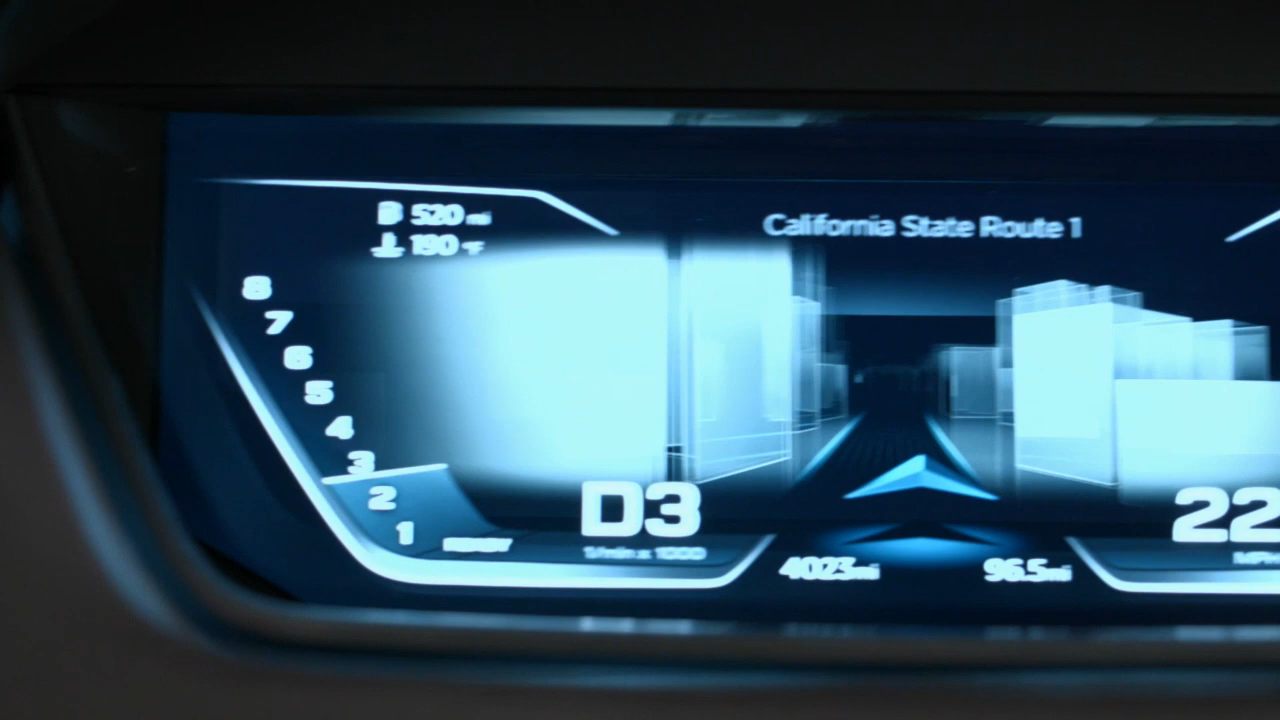 520 mi
190 °F
California State Route 1
8
7
6
5
4
3
2
1
READY
D3
1/min x 1000
4023mi
96.5mi
22
MPH